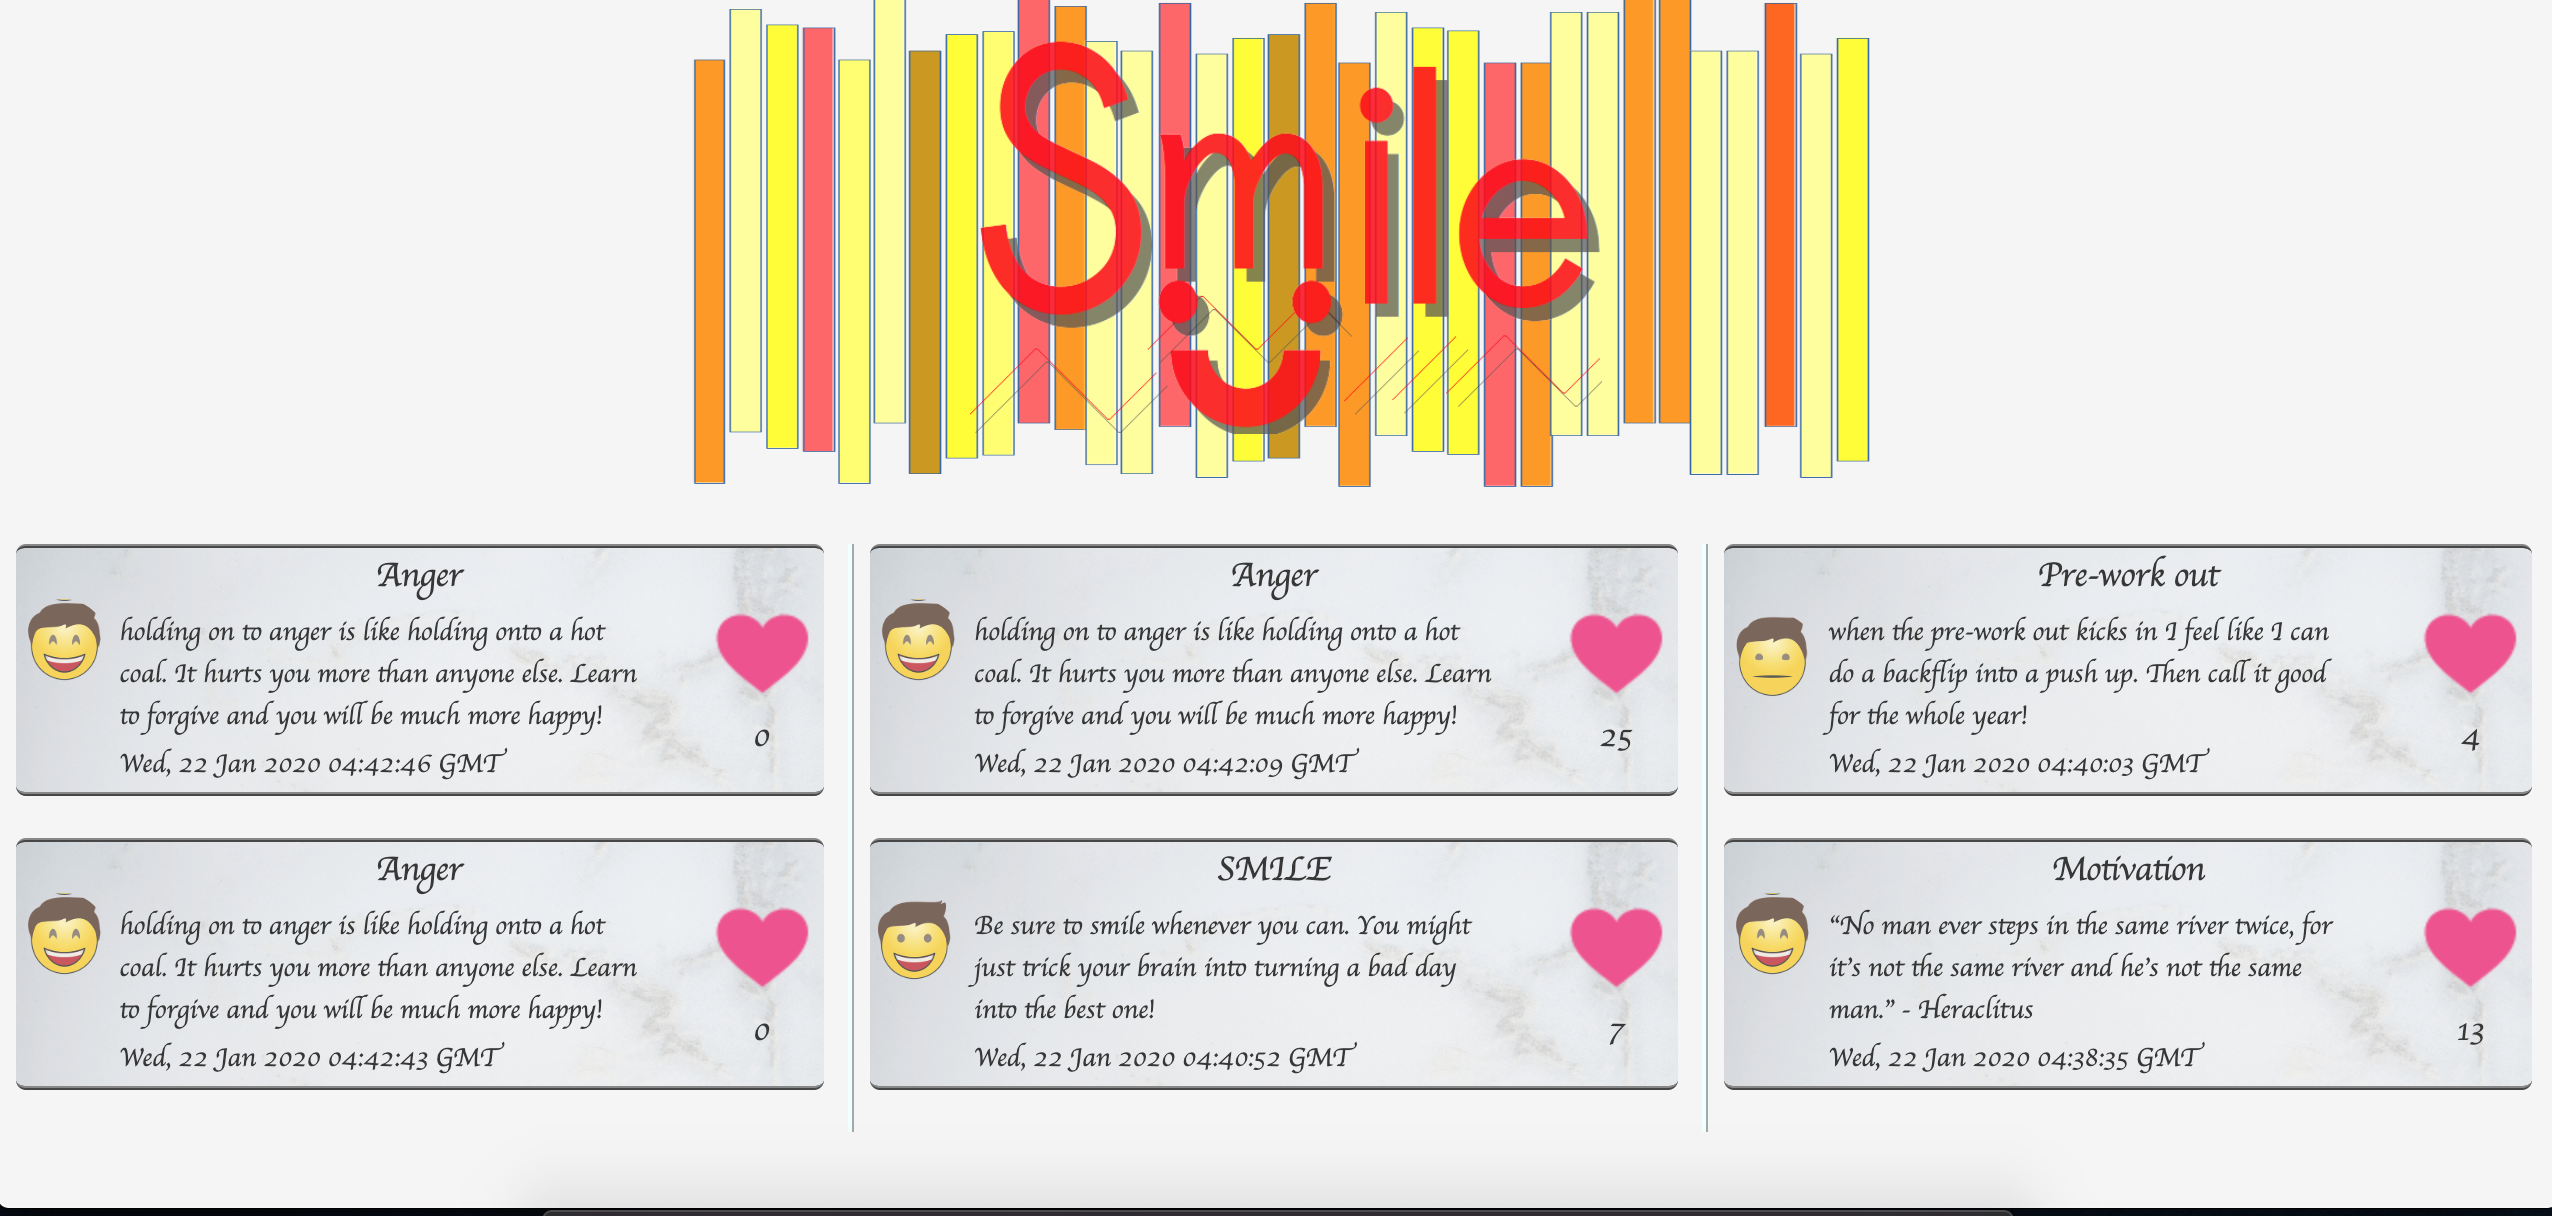 Smile
Anger
holding on to anger is like holding onto a hot
coal. It hurts you more than anyone else. Learn
to forgive and you will be much more happy!
0
Wed, 22 Jan 2020 04:42:46 GMT
Anger
holding on to anger is like holding onto a hot
coal. It hurts you more than anyone else. Learn
to forgive and you will be much more happy!
0
Wed, 22 Jan 2020 04:42:43 GMT
Anger
holding on to anger is like holding onto a hot
coal. It hurts you more than anyone else. Learn
to forgive and you will be much more happy!
25
Wed, 22 Jan 2020 04:42:09 GMT
SMILE
Be sure to smile whenever you can. You might
just trick your brain into turning a bad day
into the best one!
7
Wed, 22 Jan 2020 04:40:52 GMT
Pre-work out
when the pre-work out kicks in I feel like I can
do a backflip into a push up. Then call it good
for the whole year!
4
Wed, 22 Jan 2020 04:40:03 GMT
Motivation
“No man ever steps in the same river twice, for
it's not the same river and he's not the same
man.” - Heraclitus
13
Wed, 22 Jan 2020 04:38:35 GMT